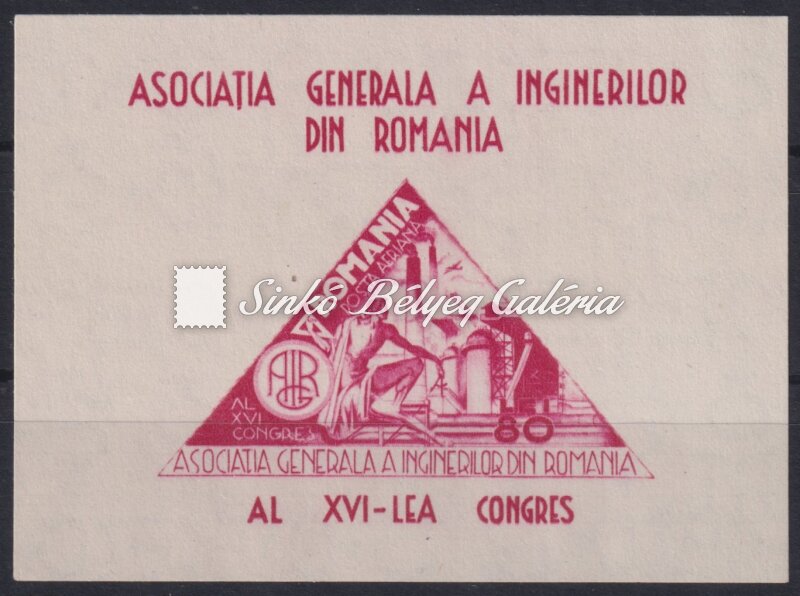 ASOCIAȚIA GENERALA A INGINERILOR
DIN ROMANIA
ROMANIA
POSTA AERIANA
Sinkó Bélyeg Galéria
AGIR
AL
XVI
CONGRES
80
ASOCIATIA GENERALA A INGINERILOR DIN ROMANIA
AL XVI-LEA CONGRES